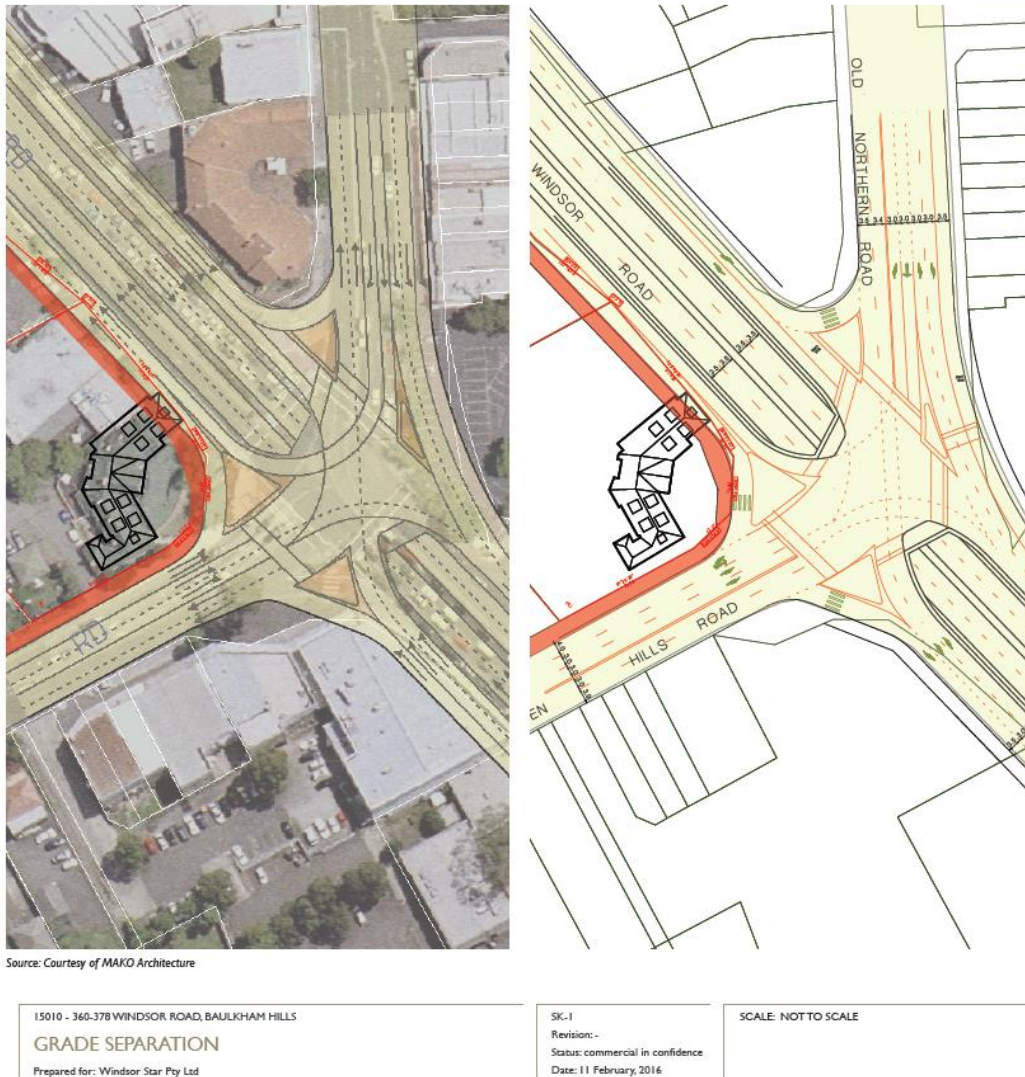 RD
RD
WINDSOR
ROAD
OLD
NORTHERN
ROAD
HILLS
ROAD
EN
Source: Courtesy of MAKO Architecture
15010 - 360-378 WINDSOR ROAD, BAULKHAM HILLS
GRADE SEPARATION
Prepared for: Windsor Star Pty Ltd
SK-1
Revision: -
Status: commercial in confidence
Date: 11 February, 2016
SCALE: NOT TO SCALE